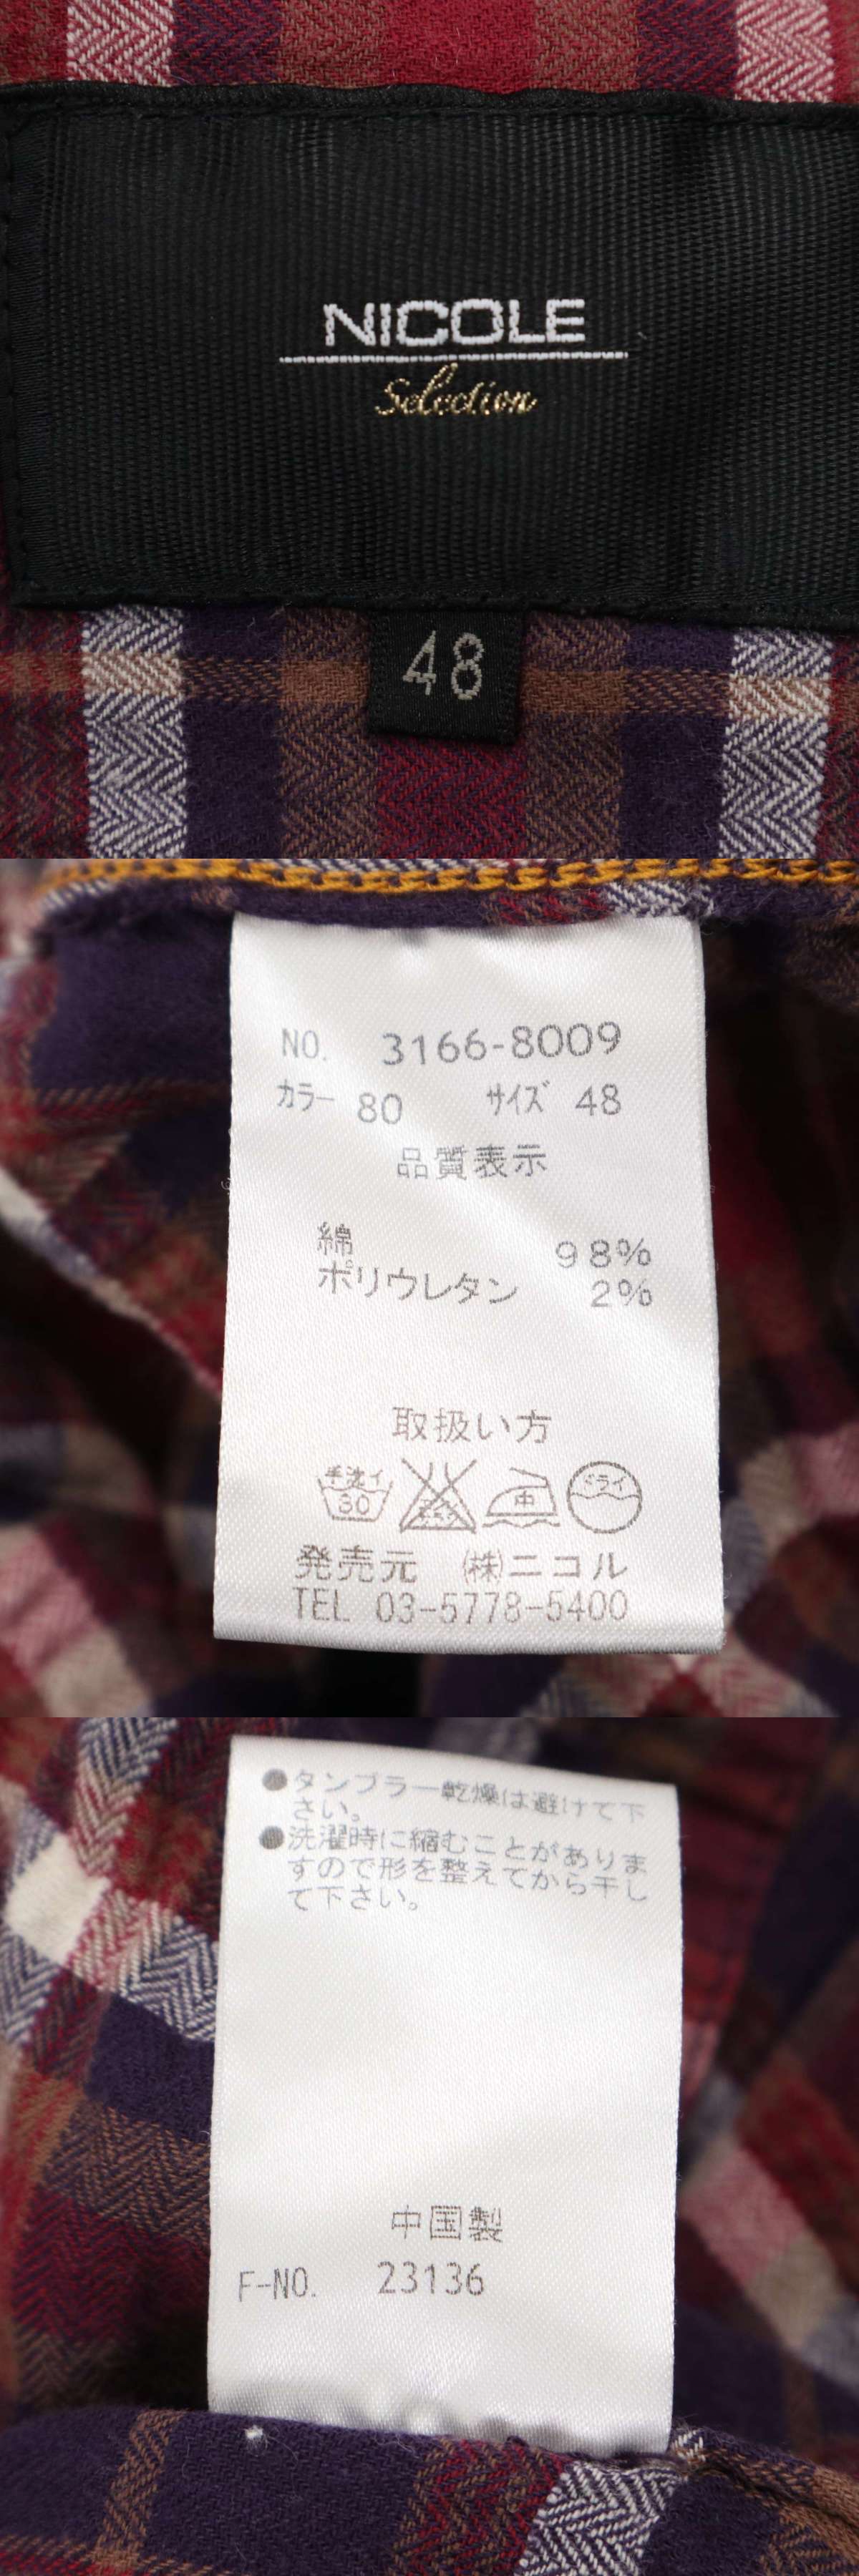 NICOLE
Selection
48
NO. 3166-8009
カラー 80 サイズ 48
品質表示
綿 98%
ポリウレタン 2%
取扱い方
手洗イ 30 中 ドライ
発売元 ㈱ニコル
TEL 03-5778-5400
●タンブラー乾燥は避けて下
さい。
●洗濯時に縮むことがありま
すので形を整えてから干し
て下さい。
中国製
F-NO. 23136